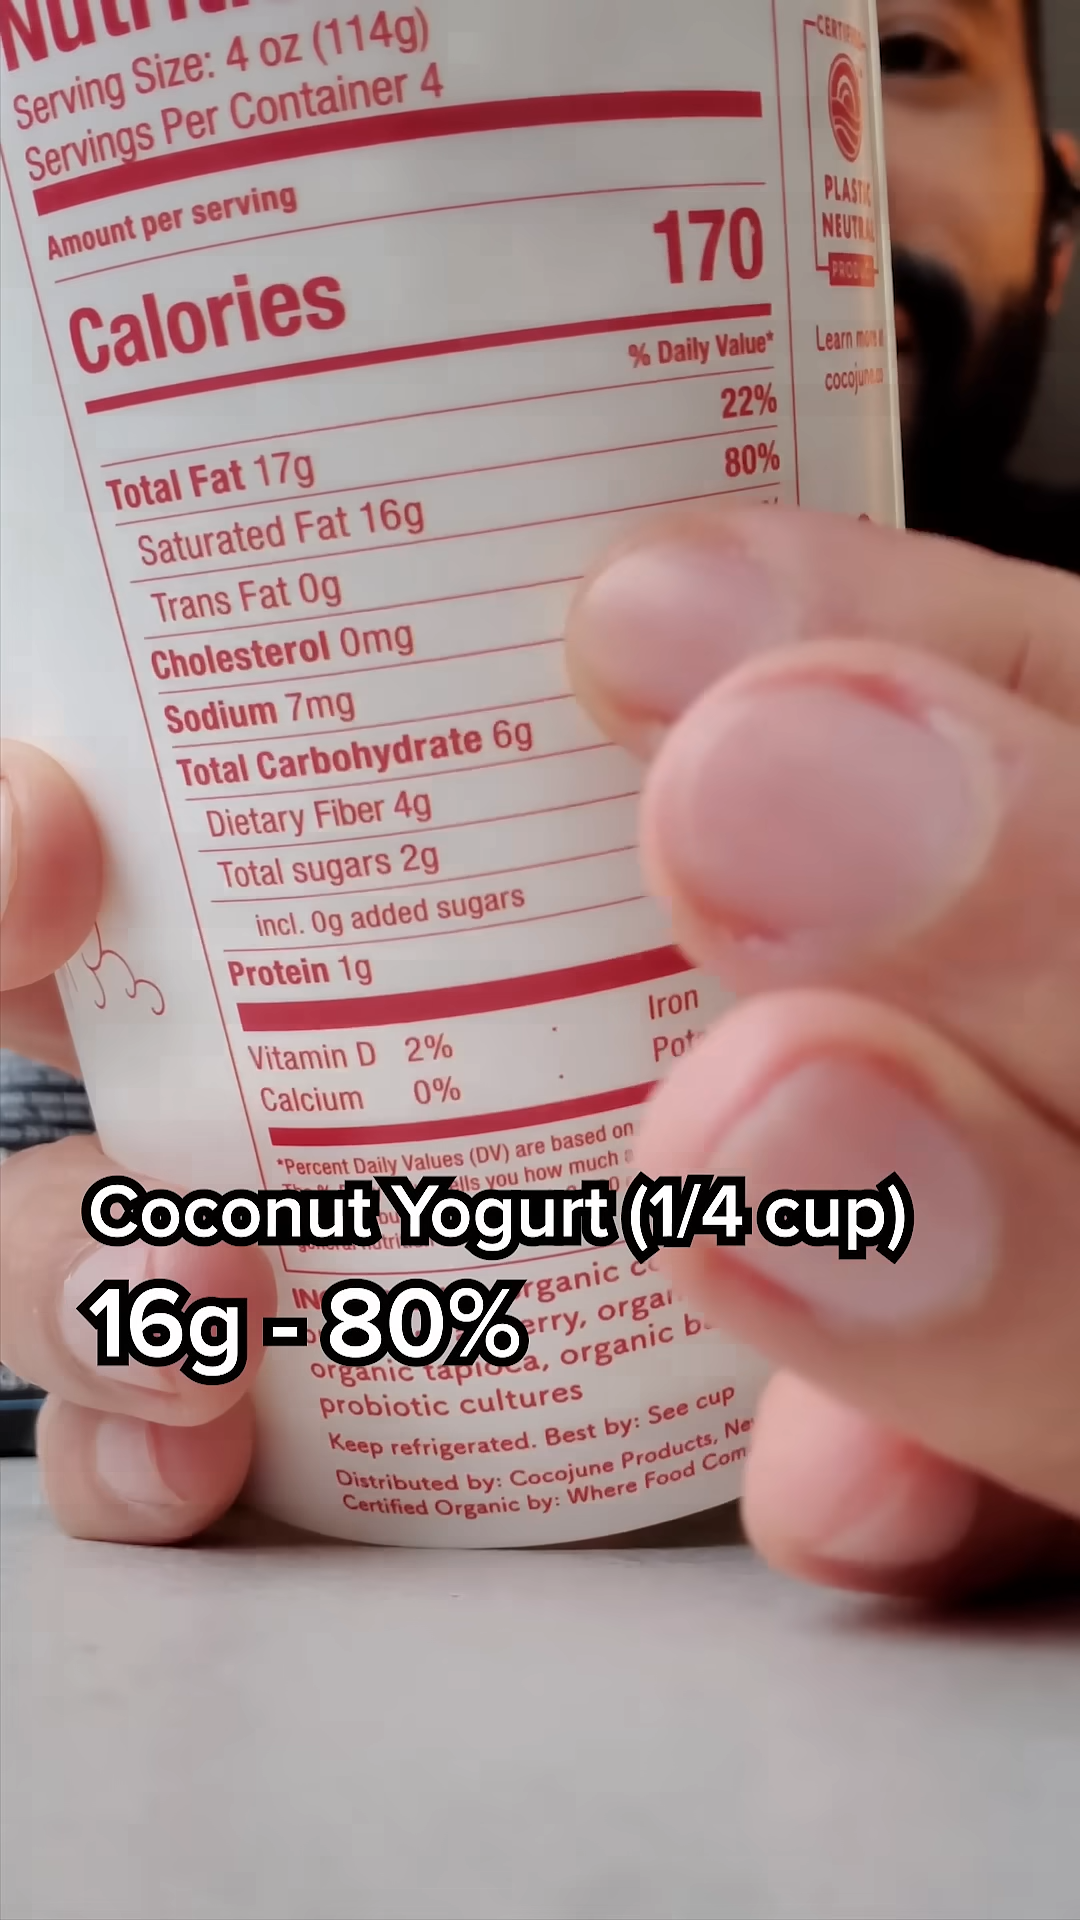 Serving Size: 4 oz (114g)
Servings Per Container 4
Amount per serving
Calories 170
% Daily Value*
22%
Total Fat 17g
80%
Saturated Fat 16g
Trans Fat 0g
Cholesterol 0mg
Sodium 7mg
Total Carbohydrate 6g
Dietary Fiber 4g
Total sugars 2g
incl. 0g added sugars
Protein 1g
Vitamin D 2%
Iron
Calcium 0%
*Percent Daily Values (DV) are based on
you how much
Coconut Yogurt (1/4 cup)
16g - 80%
organic tapioca, organic
probiotic cultures
Keep refrigerated. Best by: See cup
Distributed by: Cocojune Products,
Certified Organic by: Where Food
PLASTIC
NEUTRAL
Learn